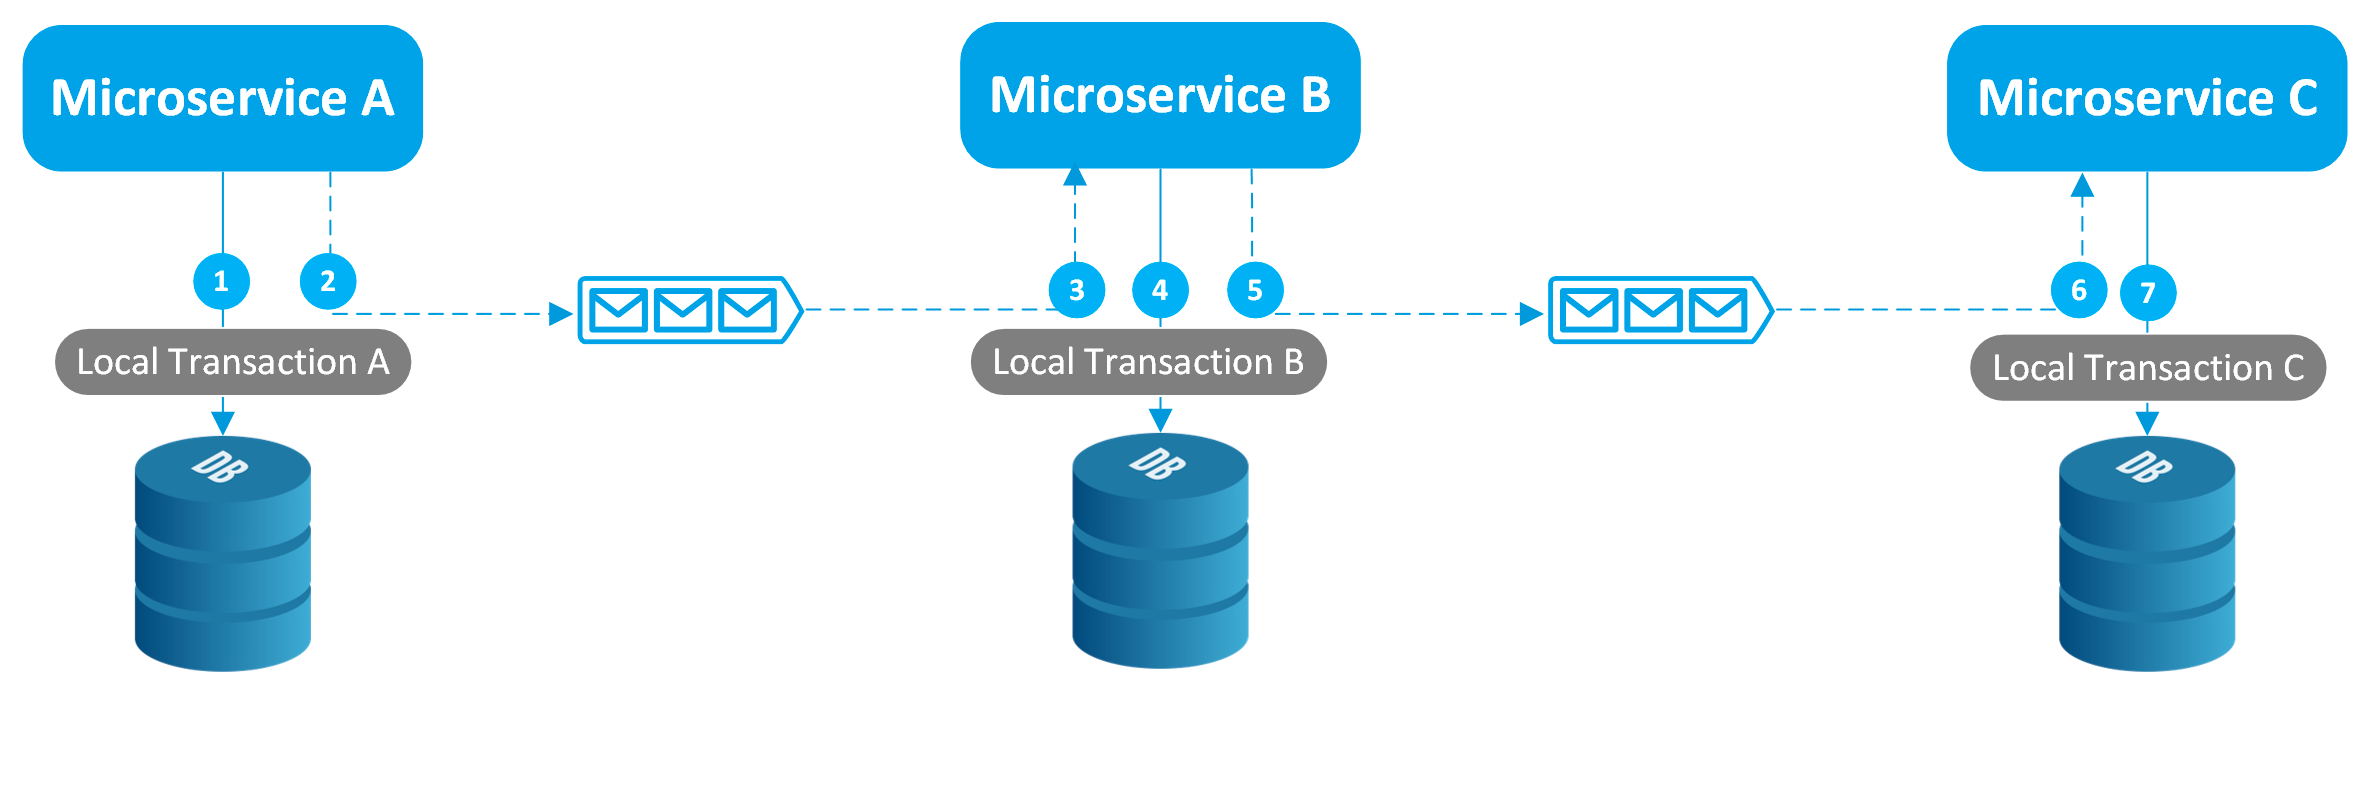 Microservice A
Microservice B
Microservice C
1
2
3
4
5
6
7
Local Transaction A
Local Transaction B
Local Transaction C
DB
DB
DB